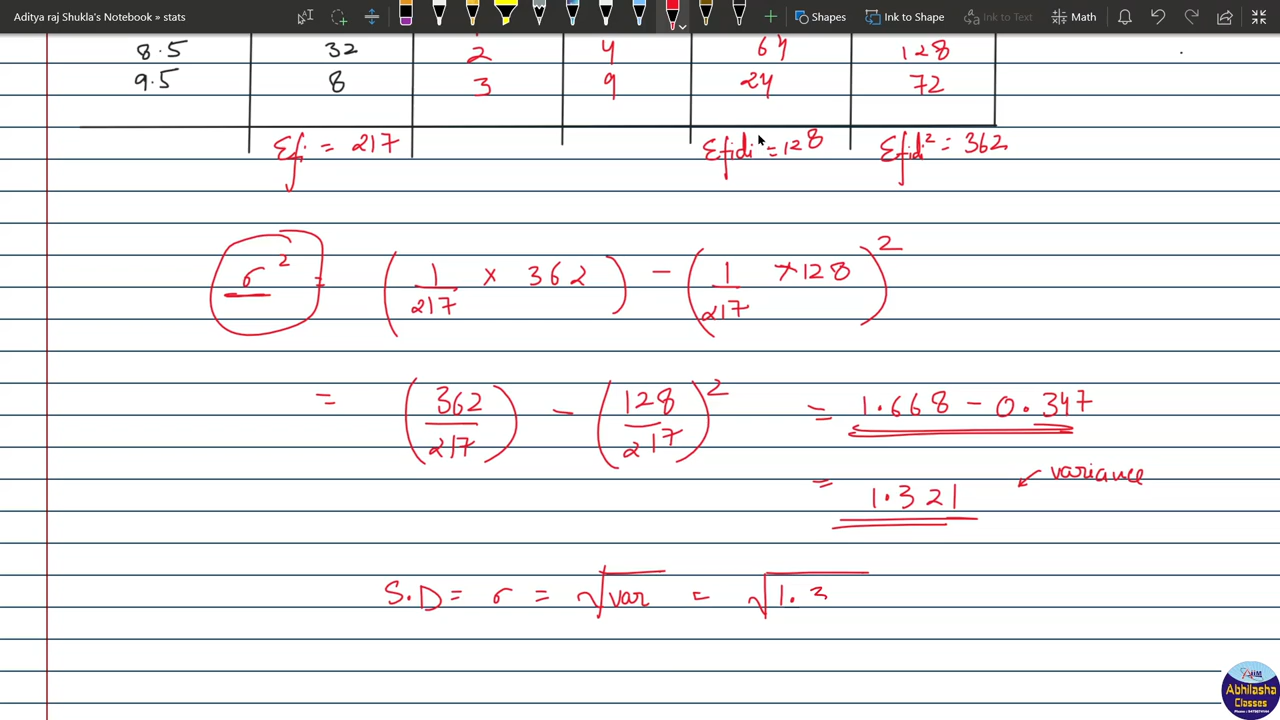 Aditya raj Shukla's Notebook » stats
Shapes Ink to Shape Ink to Text Math
8.5 32 2 4 64 128
9.5 8 3 9 24 72
Σfi = 217 Σfidi = 128 Σfidi² = 362
σ² = (1/217 × 362) - (1/217 × 128)²
= (362/217) - (128/217)² = 1.668 - 0.347
= 1.321 variance
S.D = σ = √var = √1.3
AIIM
Abhilasha
Classes